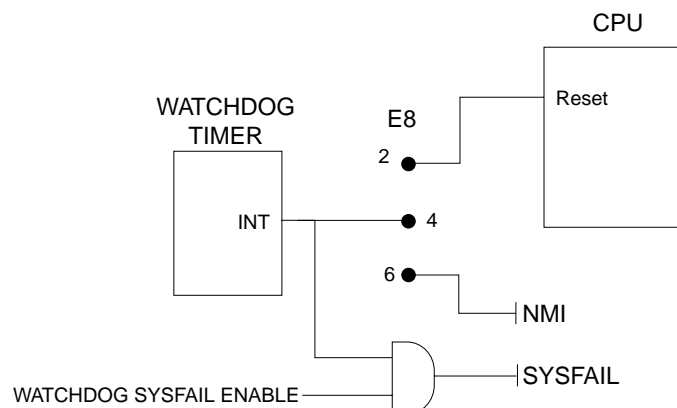 CPU
Reset
WATCHDOG
TIMER
E8
2
INT
4
6
NMI
SYSFAIL
WATCHDOG SYSFAIL ENABLE